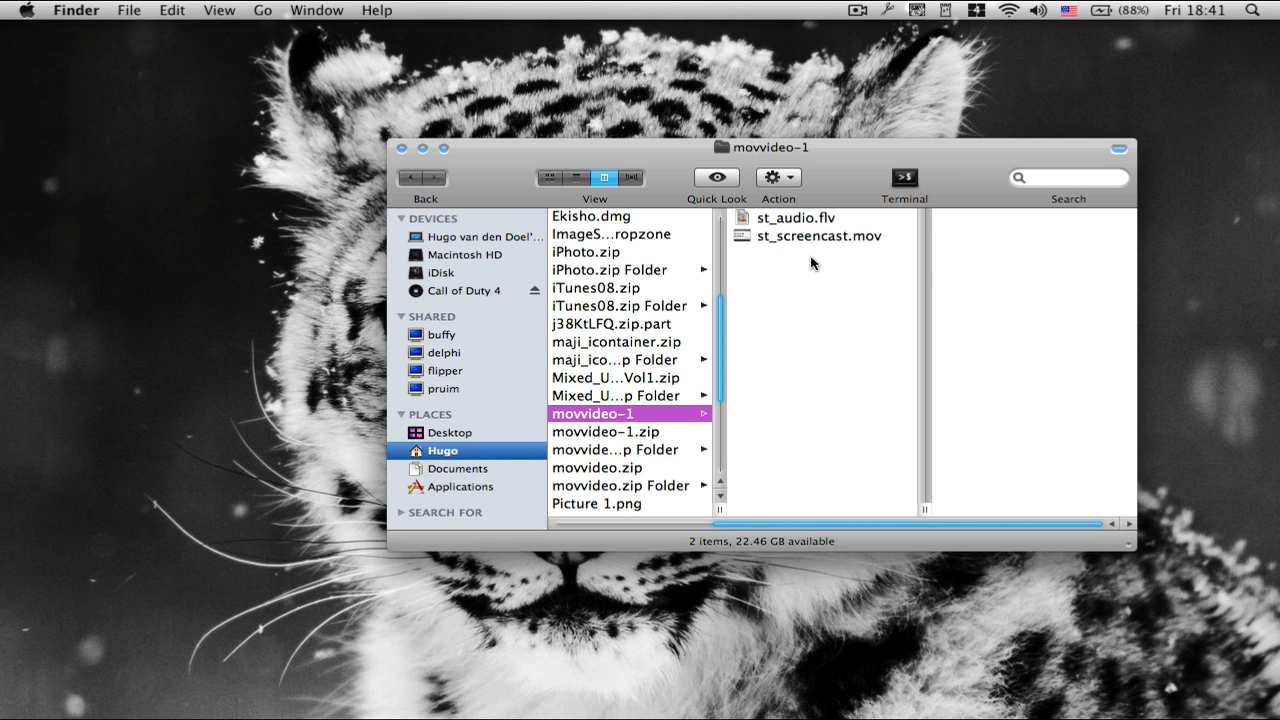 Finder File Edit View Go Window Help (88%) Fri 18:41
movvideo-1
Back View Quick Look Action Terminal Search
DEVICES
Hugo van den Doel'...
Macintosh HD
iDisk
Call of Duty 4
SHARED
buffy
delphi
flipper
pruim
PLACES
Desktop
Hugo
Documents
Applications
SEARCH FOR
Ekisho.dmg
ImageS...ropzone
iPhoto.zip
iPhoto.zip Folder
iTunes08.zip
iTunes08.zip Folder
j38KtLFQ.zip.part
maji_icontainer.zip
maji_ico...p Folder
Mixed_U...Vol1.zip
Mixed_U...p Folder
movvideo-1
movvideo-1.zip
movvide...p Folder
movvideo.zip
movvideo.zip Folder
Picture 1.png
st_audio.flv
st_screencast.mov
2 items, 22.46 GB available